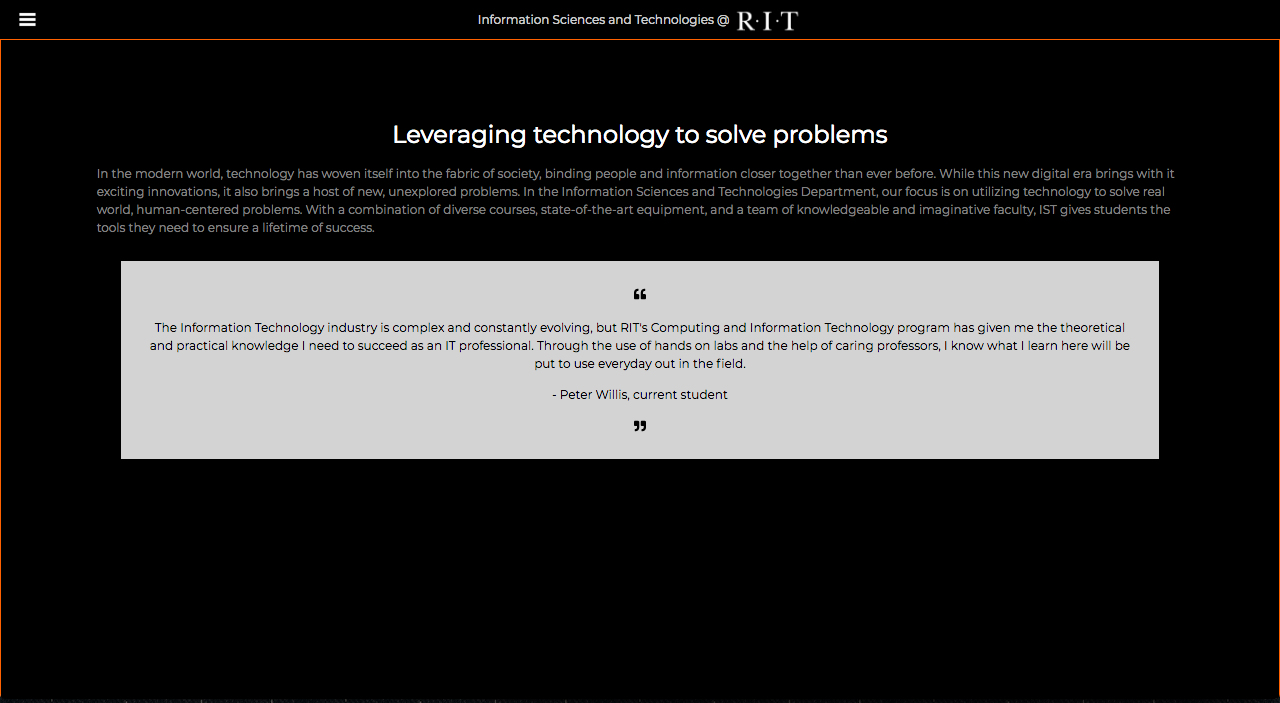 Information Sciences and Technologies @ R·I·T
Leveraging technology to solve problems
In the modern world, technology has woven itself into the fabric of society, binding people and information closer together than ever before. While this new digital era brings with it
exciting innovations, it also brings a host of new, unexplored problems. In the Information Sciences and Technologies Department, our focus is on utilizing technology to solve real
world, human-centered problems. With a combination of diverse courses, state-of-the-art equipment, and a team of knowledgeable and imaginative faculty, IST gives students the
tools they need to ensure a lifetime of success.
“
The Information Technology industry is complex and constantly evolving, but RIT's Computing and Information Technology program has given me the theoretical
and practical knowledge I need to succeed as an IT professional. Through the use of hands on labs and the help of caring professors, I know what I learn here will be
put to use everyday out in the field.
- Peter Willis, current student
”